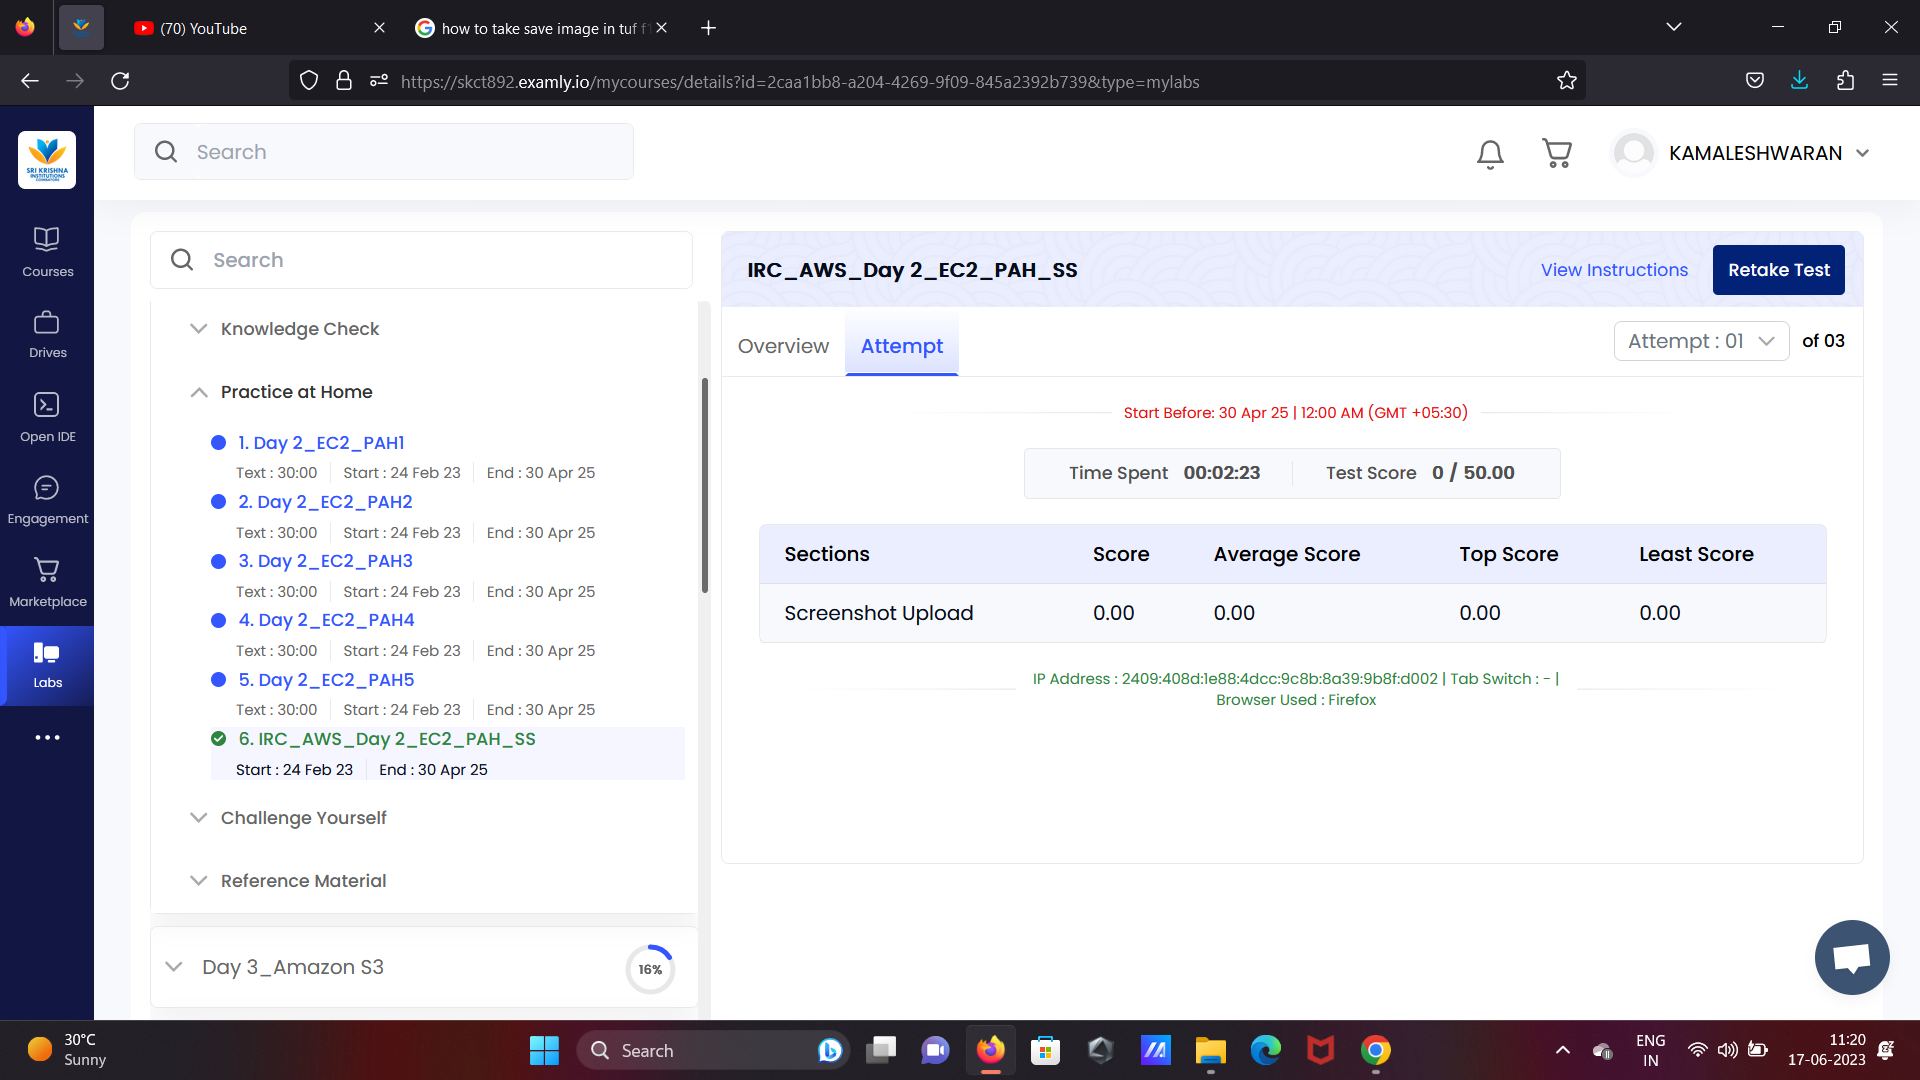 (70) YouTube
how to take save image in tuf f1
https://skct892.examly.io/mycourses/details?id=2caa1bb8-a204-4269-9f09-845a2392b739&type=mylabs
SRI KRISHNA
INSTITUTIONS
Search
KAMALESHWARAN
Courses
Drives
Open IDE
Engagement
Marketplace
Labs
Search
Knowledge Check
Practice at Home
1. Day 2_EC2_PAH1
Text : 30:00 Start : 24 Feb 23 End : 30 Apr 25
2. Day 2_EC2_PAH2
Text : 30:00 Start : 24 Feb 23 End : 30 Apr 25
3. Day 2_EC2_PAH3
Text : 30:00 Start : 24 Feb 23 End : 30 Apr 25
4. Day 2_EC2_PAH4
Text : 30:00 Start : 24 Feb 23 End : 30 Apr 25
5. Day 2_EC2_PAH5
Text : 30:00 Start : 24 Feb 23 End : 30 Apr 25
6. IRC_AWS_Day 2_EC2_PAH_SS
Start : 24 Feb 23 End : 30 Apr 25
Challenge Yourself
Reference Material
Day 3_Amazon S3
16%
IRC_AWS_Day 2_EC2_PAH_SS
View Instructions
Retake Test
Overview
Attempt
Attempt : 01
of 03
Start Before: 30 Apr 25 | 12:00 AM (GMT +05:30)
Time Spent 00:02:23 Test Score 0 / 50.00
Sections Score Average Score Top Score Least Score
Screenshot Upload 0.00 0.00 0.00 0.00
IP Address : 2409:408d:1e88:4dcc:9c8b:8a39:9b8f:d002 | Tab Switch : - |
Browser Used : Firefox
30°C
Sunny
Search
ENG
IN
11:20
17-06-2023